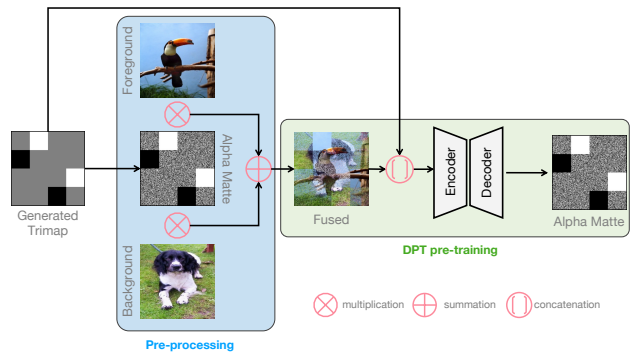 Foreground
Alpha Matte
Background
Generated
Trimap
Fused
Encoder
Decoder
Alpha Matte
DPT pre-training
multiplication
summation
concatenation
Pre-processing